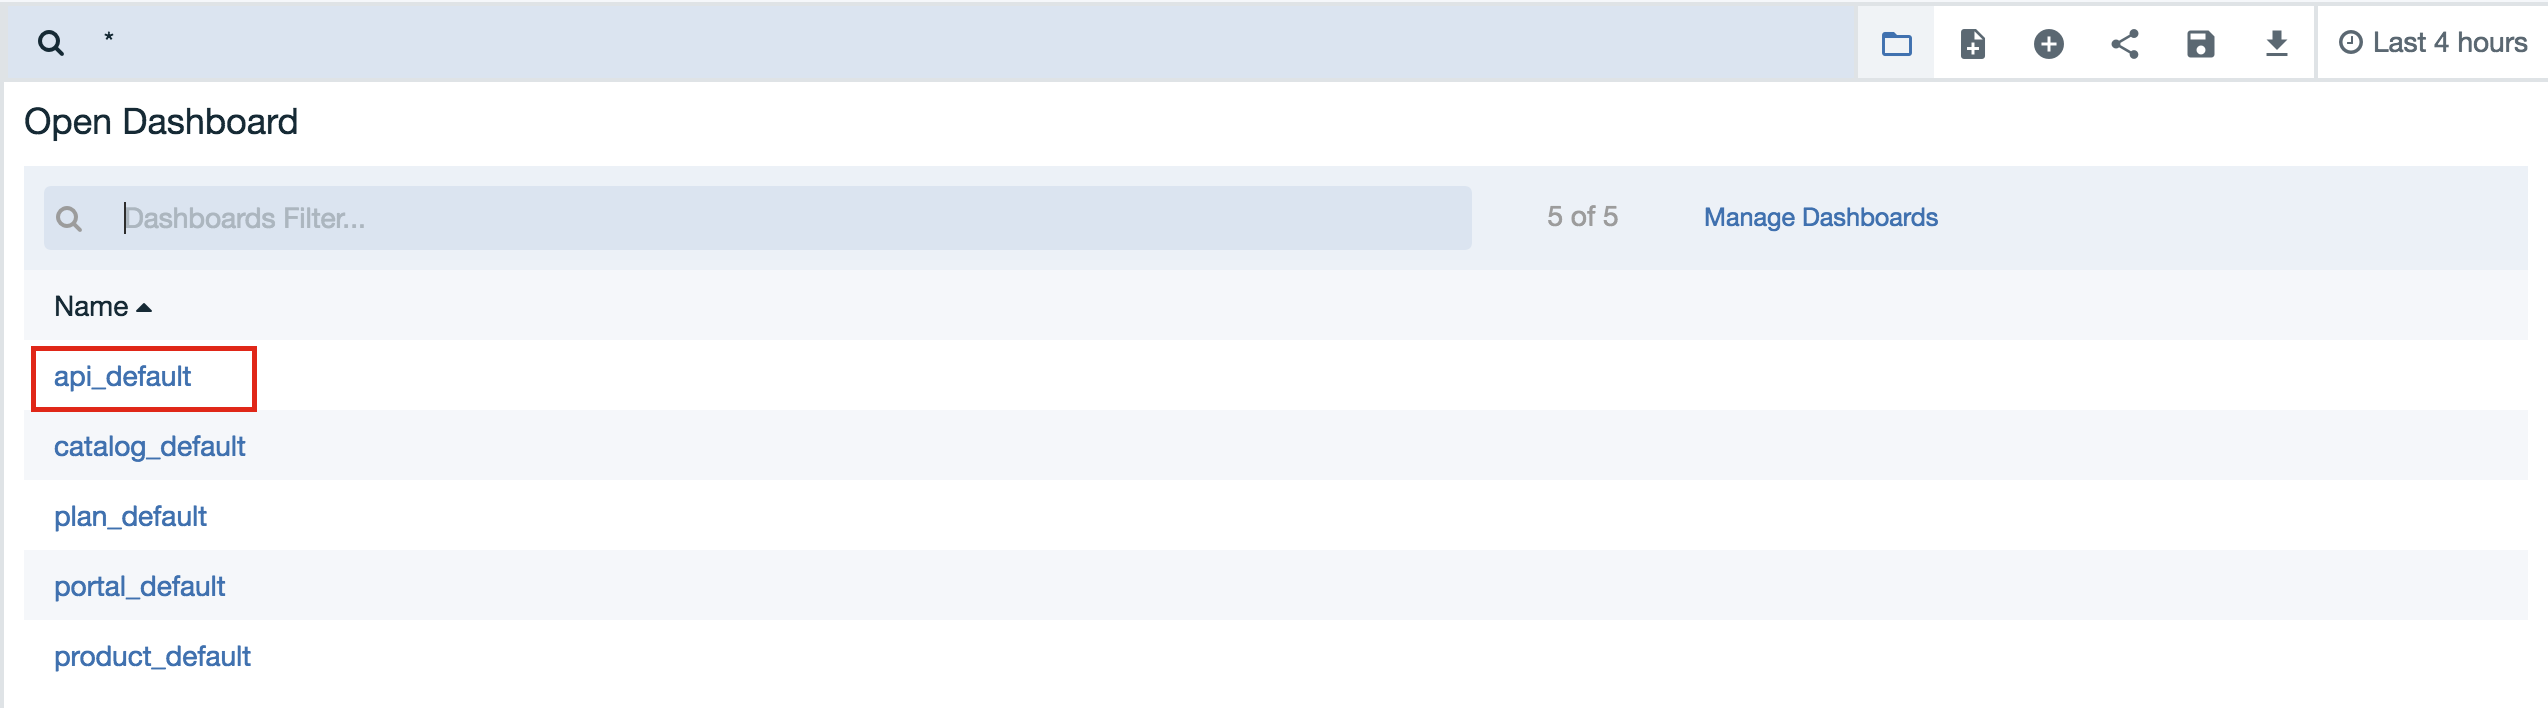 * Last 4 hours
Open Dashboard
Dashboards Filter... 5 of 5 Manage Dashboards
Name
api_default
catalog_default
plan_default
portal_default
product_default